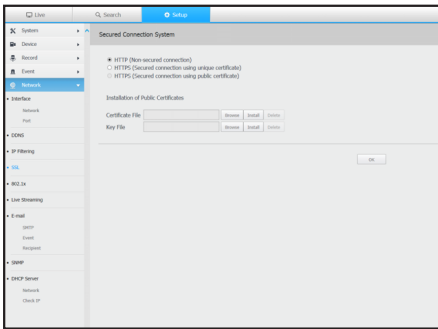 Live
Search
Setup
System
Device
Record
Event
Network
Interface
Network
Port
DDNS
IP Filtering
SSL
802.1x
Live Streaming
E-mail
SMTP
Event
Recipient
SNMP
DHCP Server
Network
Check IP
Secured Connection System
HTTP (Non-secured connection)
HTTPS (Secured connection using unique certificate)
HTTPS (Secured connection using public certificate)
Installation of Public Certificates
Certificate File Browse Install Delete
Key File Browse Install Delete
OK